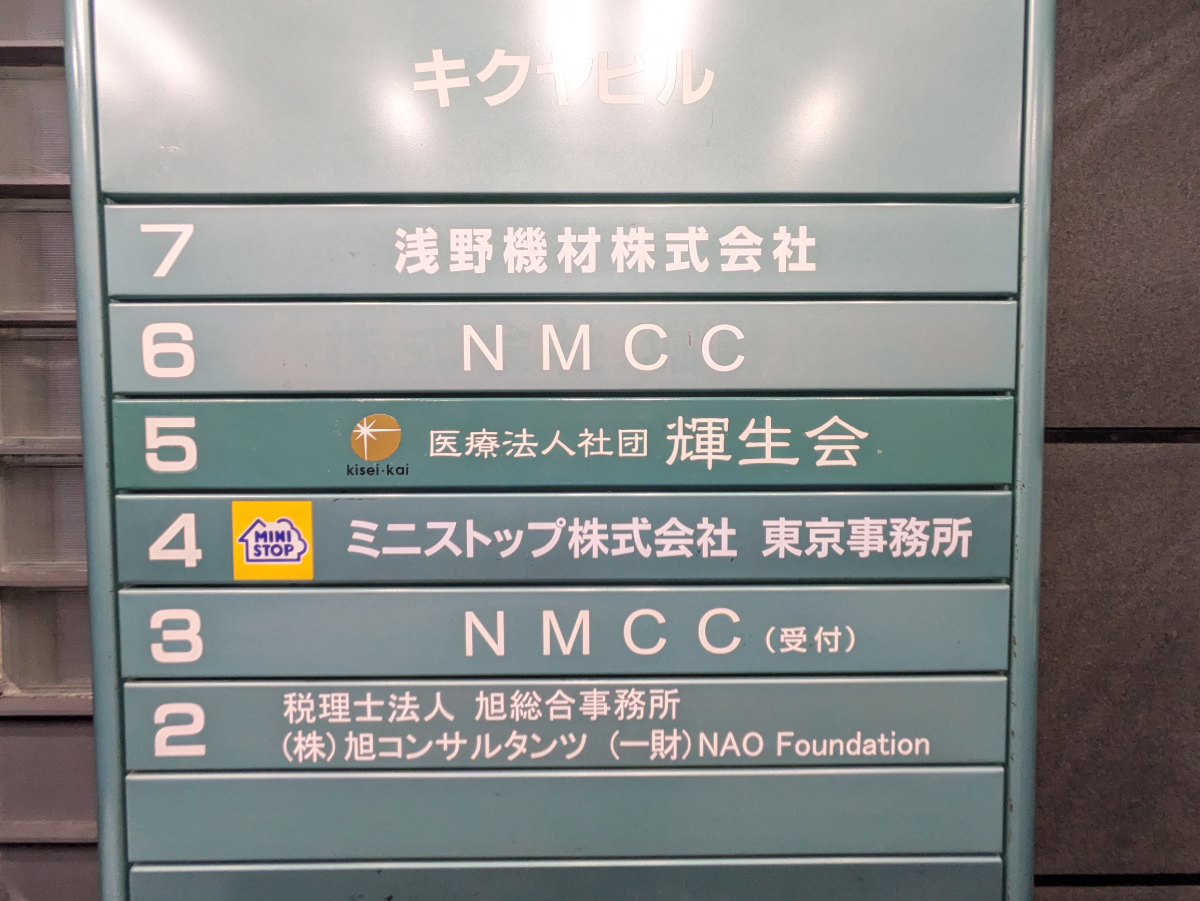 キクヤビル
7 浅野機材株式会社
6 NMCC
5 kisei・kai 医療法人社団 輝生会
4 MINI STOP ミニストップ株式会社 東京事務所
3 NMCC(受付)
2 税理士法人 旭総合事務所
(株)旭コンサルタンツ (一財)NAO Foundation